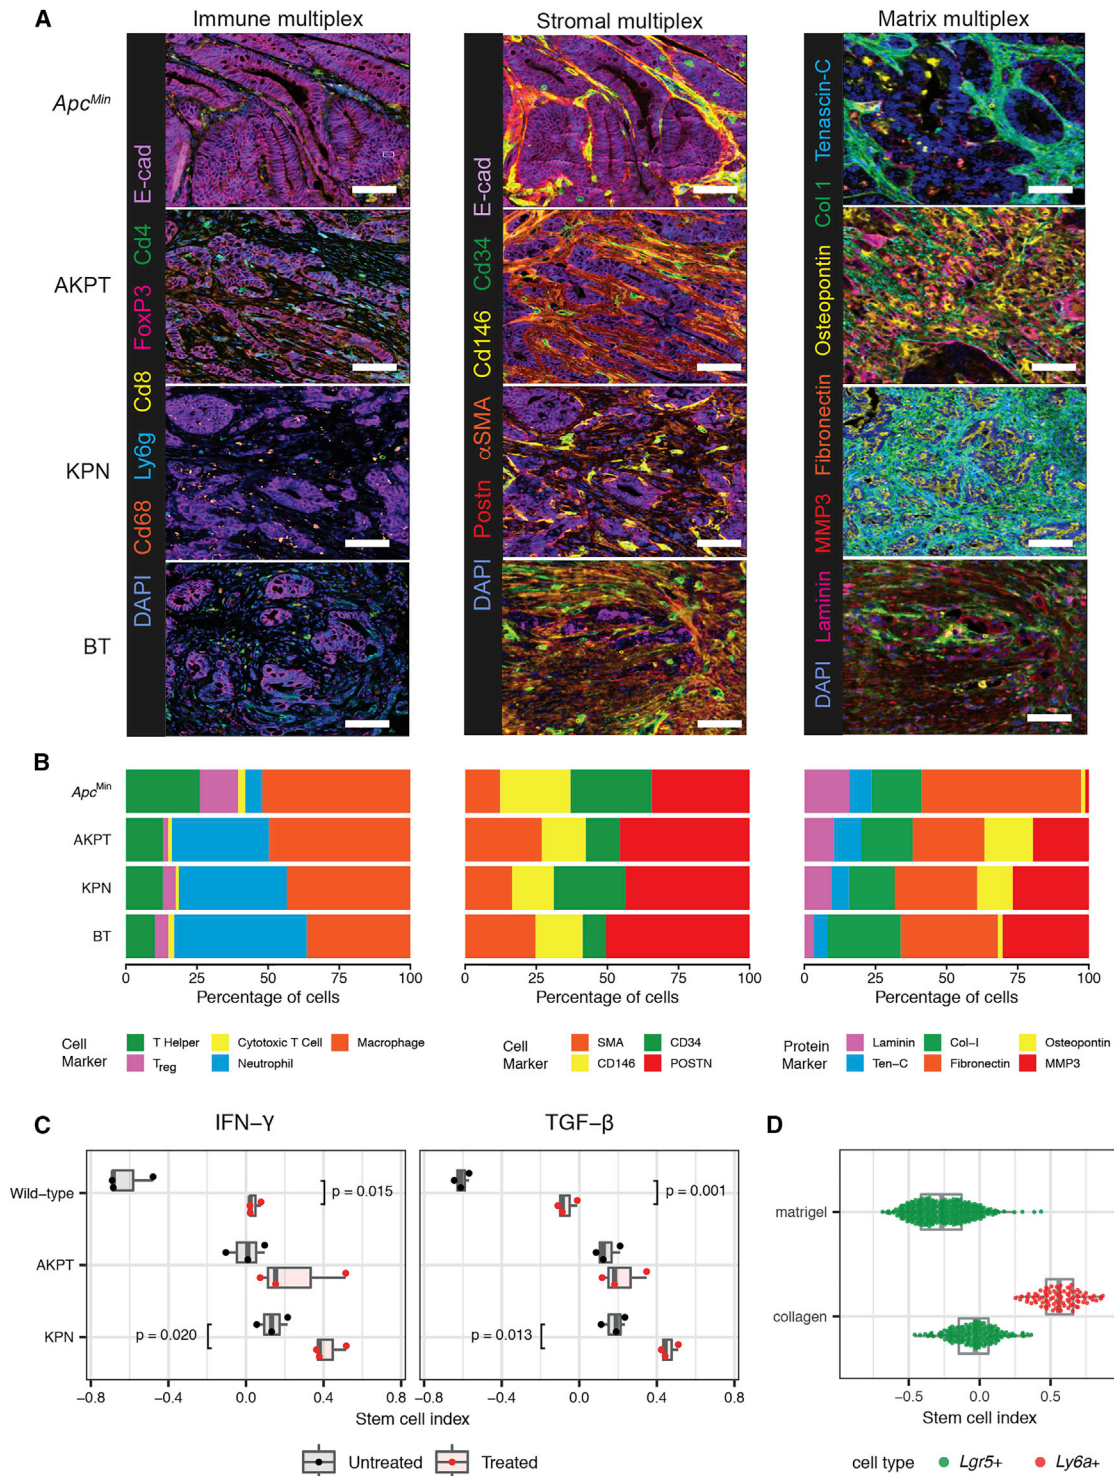 A
Immune multiplex
Stromal multiplex
Matrix multiplex
ApcMin
AKPT
KPN
BT
DAPI Cd68 Ly6g Cd8 FoxP3 Cd4 E-cad
DAPI Postn αSMA Cd146 Cd34 E-cad
DAPI Laminin MMP3 Fibronectin Osteopontin Col 1 Tenascin-C
B
ApcMin
AKPT
KPN
BT
0 25 50 75 100
Percentage of cells
0 25 50 75 100
Percentage of cells
0 25 50 75 100
Percentage of cells
Cell Marker
T Helper
Cytotoxic T Cell
Macrophage
Treg
Neutrophil
Cell Marker
SMA
CD34
CD146
POSTN
Protein Marker
Laminin
Col-I
Osteopontin
Ten-C
Fibronectin
MMP3
C
IFN-γ
TGF-β
Wild-type
AKPT
KPN
p = 0.015
p = 0.020
p = 0.001
p = 0.013
-0.8 -0.4 0.0 0.4 0.8
-0.8 -0.4 0.0 0.4 0.8
Stem cell index
Untreated
Treated
D
matrigel
collagen
-0.5 0.0 0.5
Stem cell index
cell type Lgr5+ Ly6a+